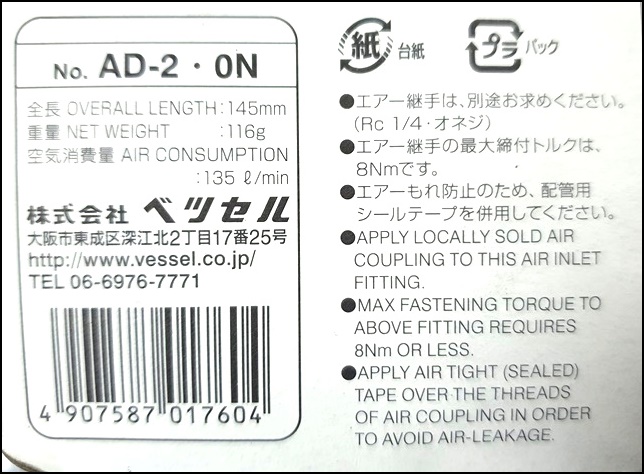 No. AD-2・ON
全長 OVERALL LENGTH:145mm
重量 NET WEIGHT :116g
空気消費量 AIR CONSUMPTION
:135 ℓ/min
株式会社 ベッセル
大阪市東成区深江北2丁目17番25号
http://www.vessel.co.jp/
TEL 06-6976-7771
4 907587 017604
紙 台紙
プラ パック
●エアー継手は、別途お求めください。
(Rc 1/4・オネジ)
●エアー継手の最大締付トルクは、
8Nmです。
●エアーもれ防止のため、配管用
シールテープを併用してください。
●APPLY LOCALLY SOLD AIR
COUPLING TO THIS AIR INLET
FITTING.
●MAX FASTENING TORQUE TO
ABOVE FITTING REQUIRES
8Nm OR LESS.
●APPLY AIR TIGHT (SEALED)
TAPE OVER THE THREADS
OF AIR COUPLING IN ORDER
TO AVOID AIR-LEAKAGE.